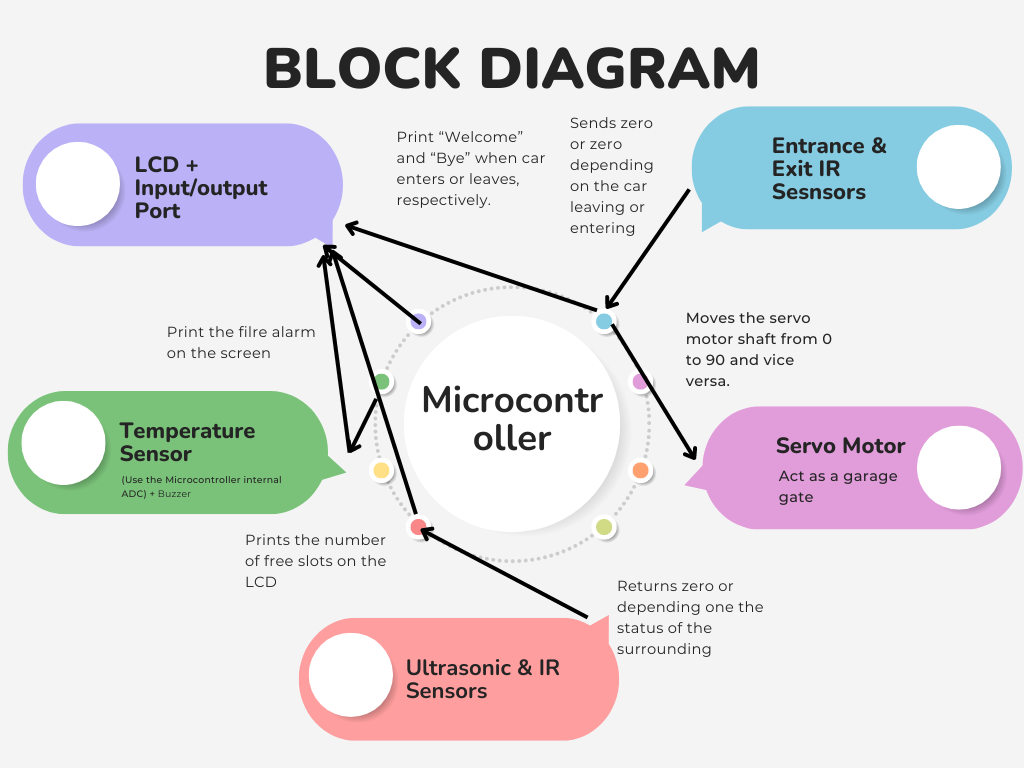 BLOCK DIAGRAM
LCD +
Input/output
Port
Print “Welcome”
and “Bye” when car
enters or leaves,
respectively.
Sends zero
or zero
depending
on the car
leaving or
entering
Entrance &
Exit IR
Sesnsors
Print the filre alarm
on the screen
Moves the servo
motor shaft from 0
to 90 and vice
versa.
Microcontr
oller
Temperature
Sensor
(Use the Microcontroller internal
ADC) + Buzzer
Servo Motor
Act as a garage
gate
Prints the number
of free slots on the
LCD
Returns zero or
depending one the
status of the
surrounding
Ultrasonic & IR
Sensors